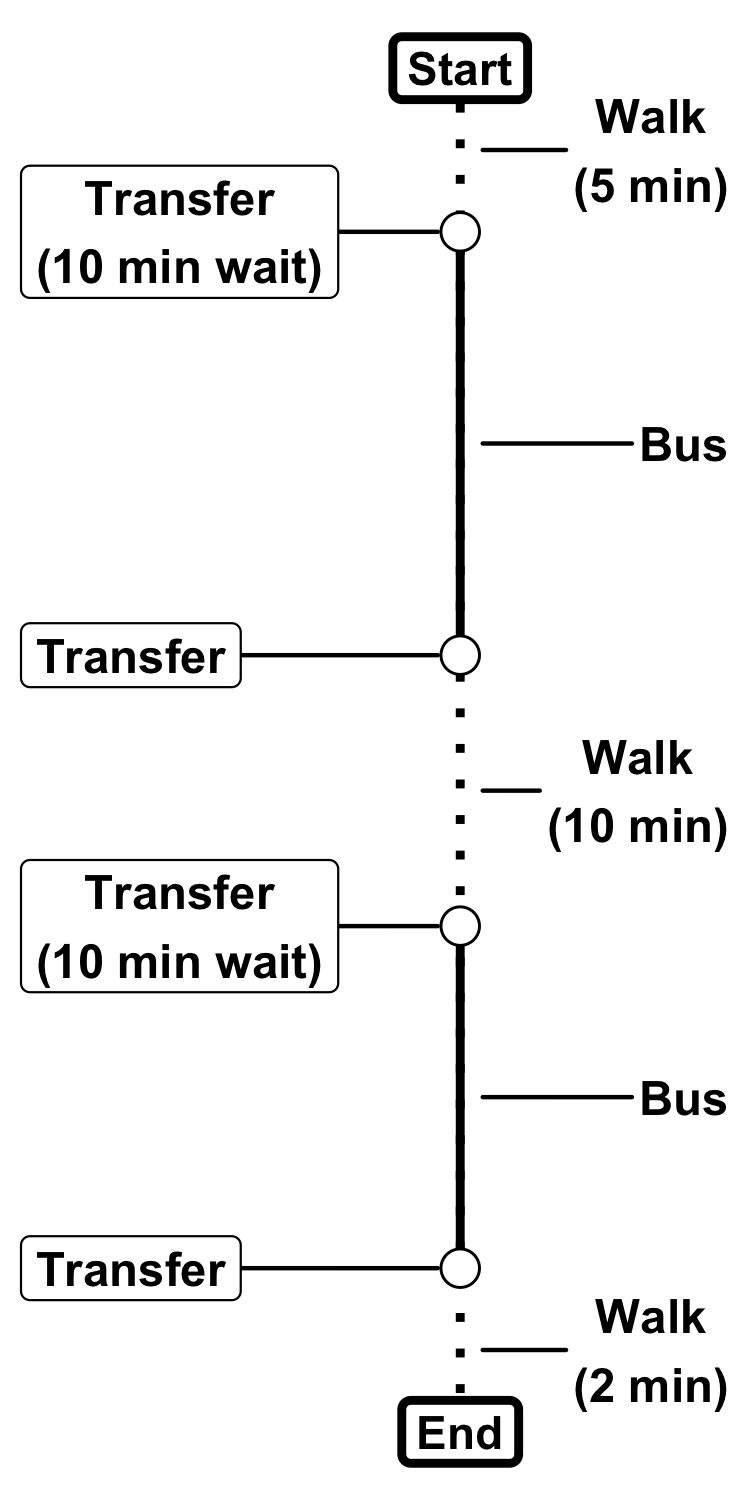 Start
Walk
(5 min)
Transfer
(10 min wait)
Bus
Transfer
Walk
(10 min)
Transfer
(10 min wait)
Bus
Transfer
Walk
(2 min)
End